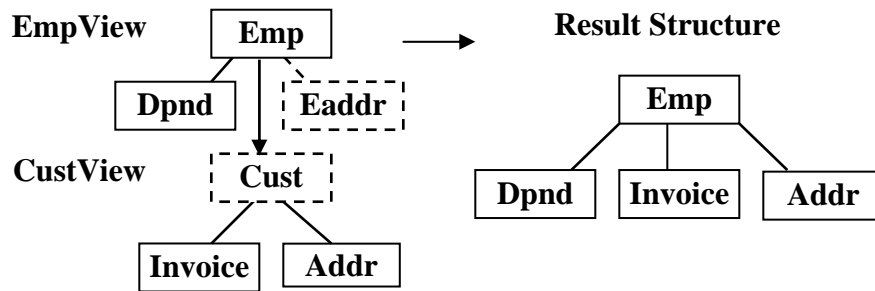 EmpView
Emp
Result Structure
Dpnd
Eaddr
Emp
CustView
Cust
Dpnd
Invoice
Addr
Invoice
Addr